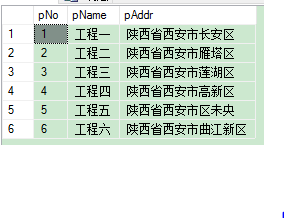 pNo pName pAddr
1 1 工程一 陕西省西安市长安区
2 2 工程二 陕西省西安市雁塔区
3 3 工程三 陕西省西安市莲湖区
4 4 工程四 陕西省西安市高新区
5 5 工程五 陕西省西安市区未央
6 6 工程六 陕西省西安市曲江新区